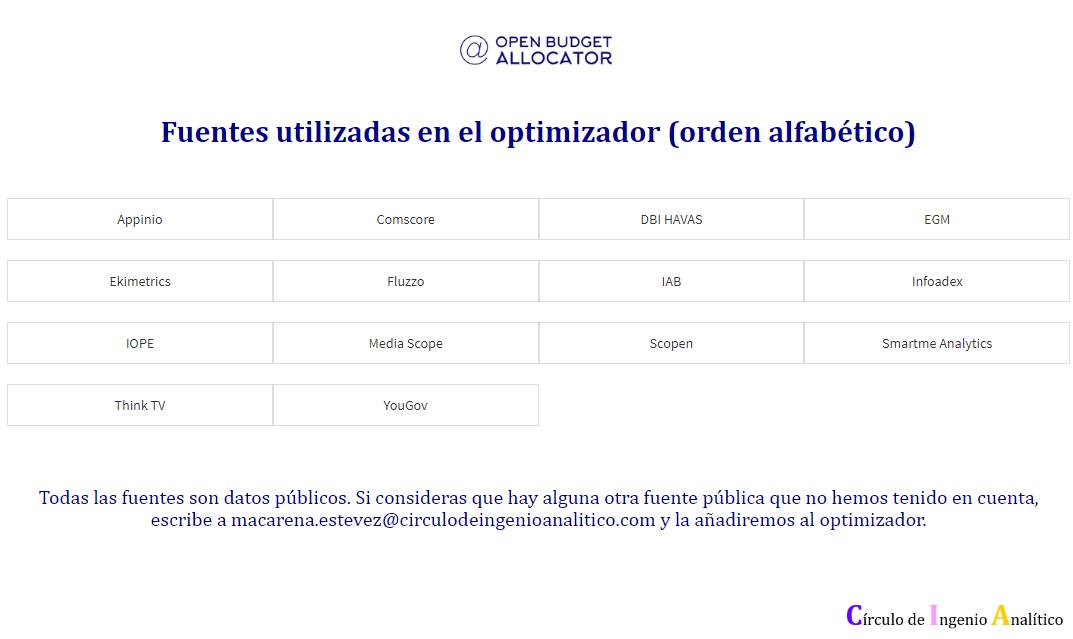 @ OPEN BUDGET
ALLOCATOR
Fuentes utilizadas en el optimizador (orden alfabético)
Appinio Comscore DBI HAVAS EGM
Ekimetrics Fluzzo IAB Infoadex
IOPE Media Scope Scopen Smartme Analytics
Think TV YouGov
Todas las fuentes son datos públicos. Si consideras que hay alguna otra fuente pública que no hemos tenido en cuenta,
escribe a macarena.estevez@circulodeingenioanalitico.com y la añadiremos al optimizador.
Círculo de Ingenio Analítico